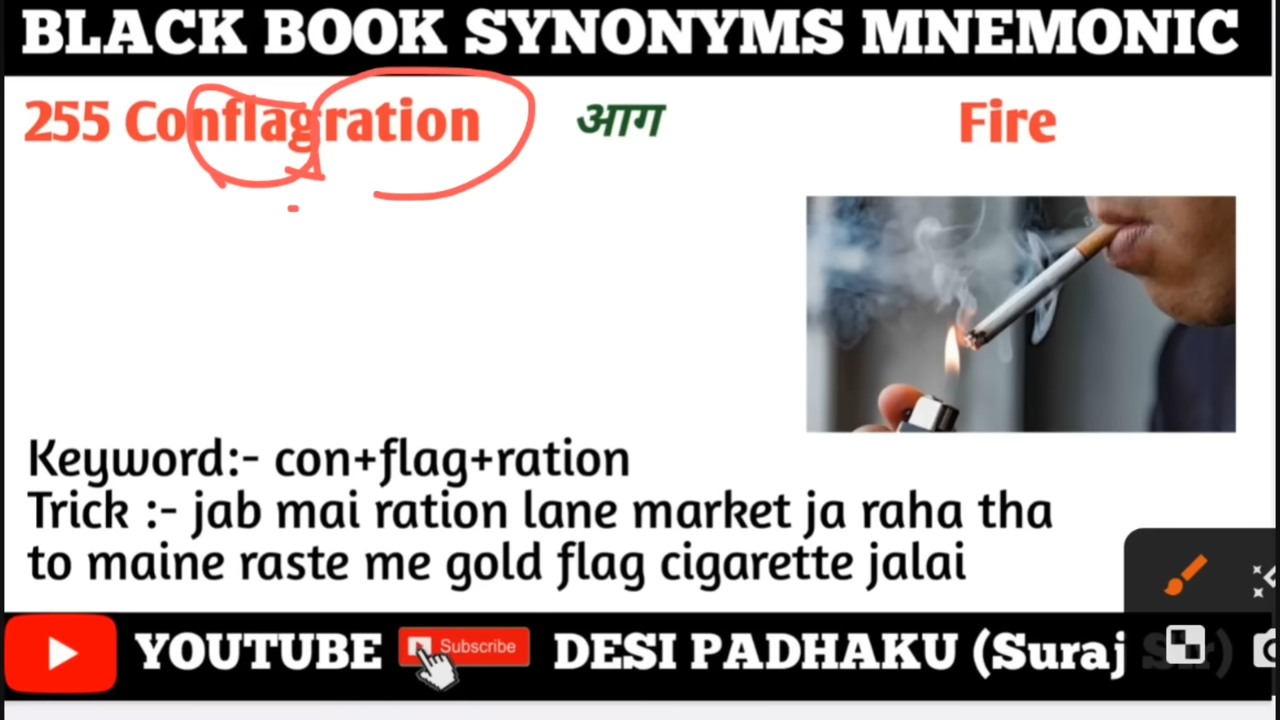 BLACK BOOK SYNONYMS MNEMONIC
255 Conflagration आग Fire
Keyword:- con+flag+ration
Trick :- jab mai ration lane market ja raha tha
to maine raste me gold flag cigarette jalai
YOUTUBE Subscribe DESI PADHAKU (Suraj